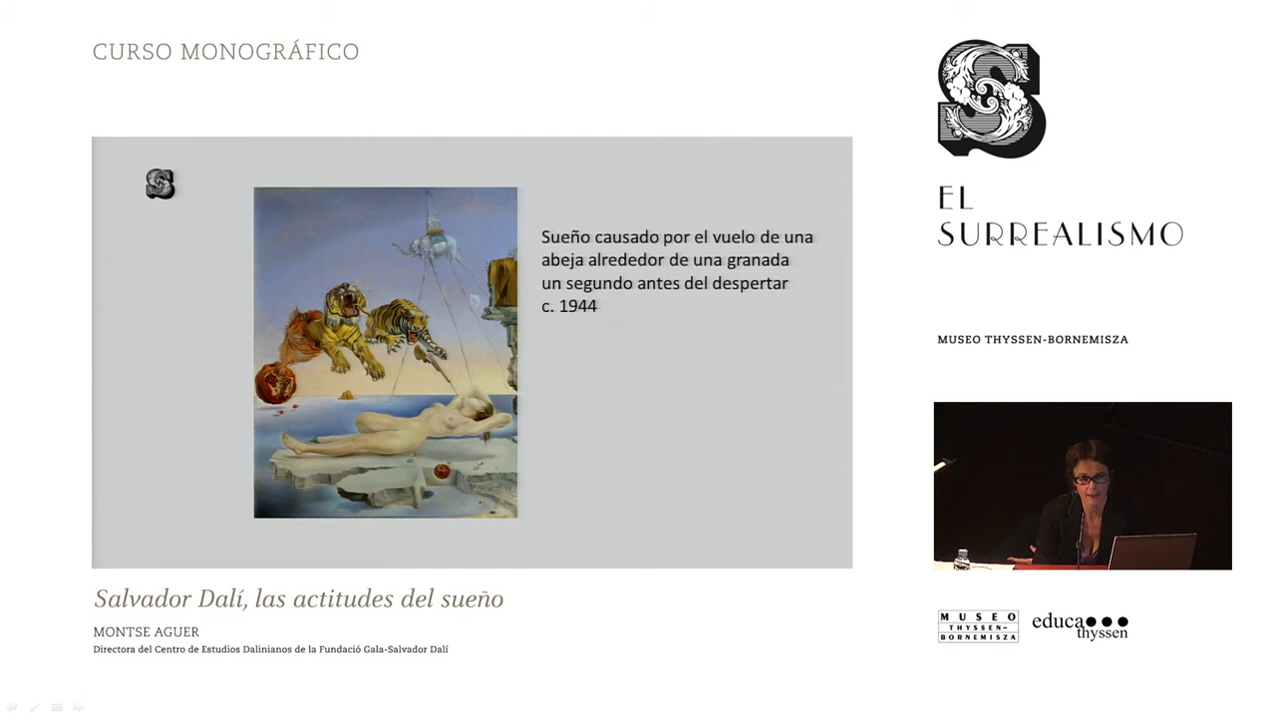 CURSO MONOGRÁFICO
S
EL
SURREALISMO
S
Sueño causado por el vuelo de una
abeja alrededor de una granada
un segundo antes del despertar
c. 1944
MUSEO THYSSEN-BORNEMISZA
Salvador Dalí, las actitudes del sueño
MONTSE AGUER
Directora del Centro de Estudios Dalinianos de la Fundació Gala-Salvador Dalí
MUSEO
THYSSEN-
BORNEMISZA
educa
thyssen